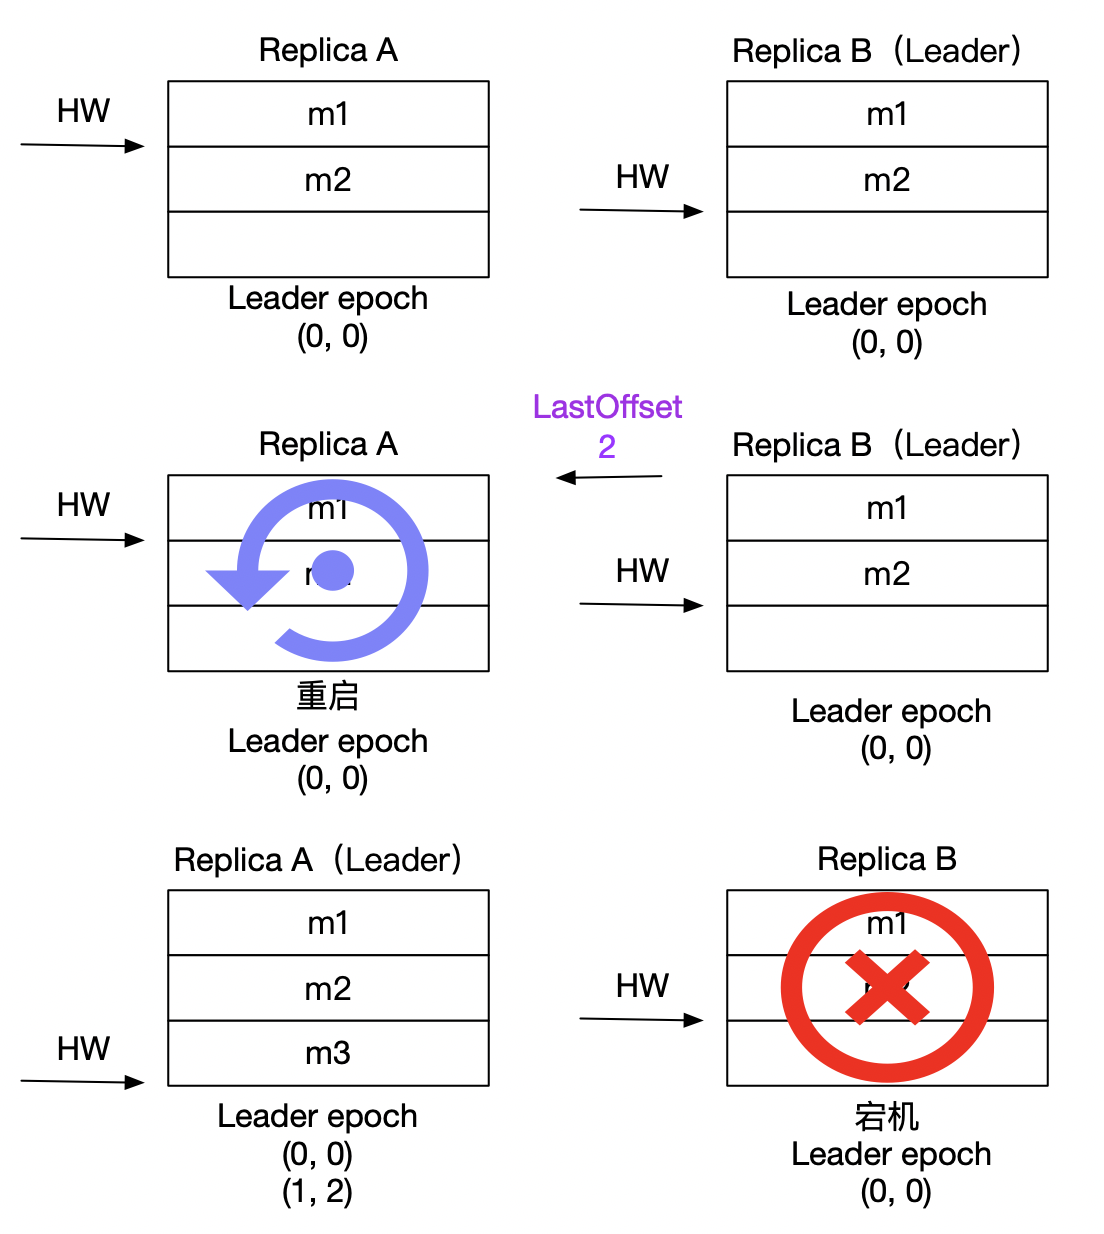 Replica A
Replica B（Leader）
HW
m1
m2
HW
m1
m2
Leader epoch
(0, 0)
Leader epoch
(0, 0)
LastOffset
2
Replica A
Replica B（Leader）
HW
m1
HW
m1
m2
重启
Leader epoch
(0, 0)
Leader epoch
(0, 0)
Replica A（Leader）
Replica B
m1
m2
m3
HW
HW
m1
Leader epoch
(0, 0)
(1, 2)
宕机
Leader epoch
(0, 0)